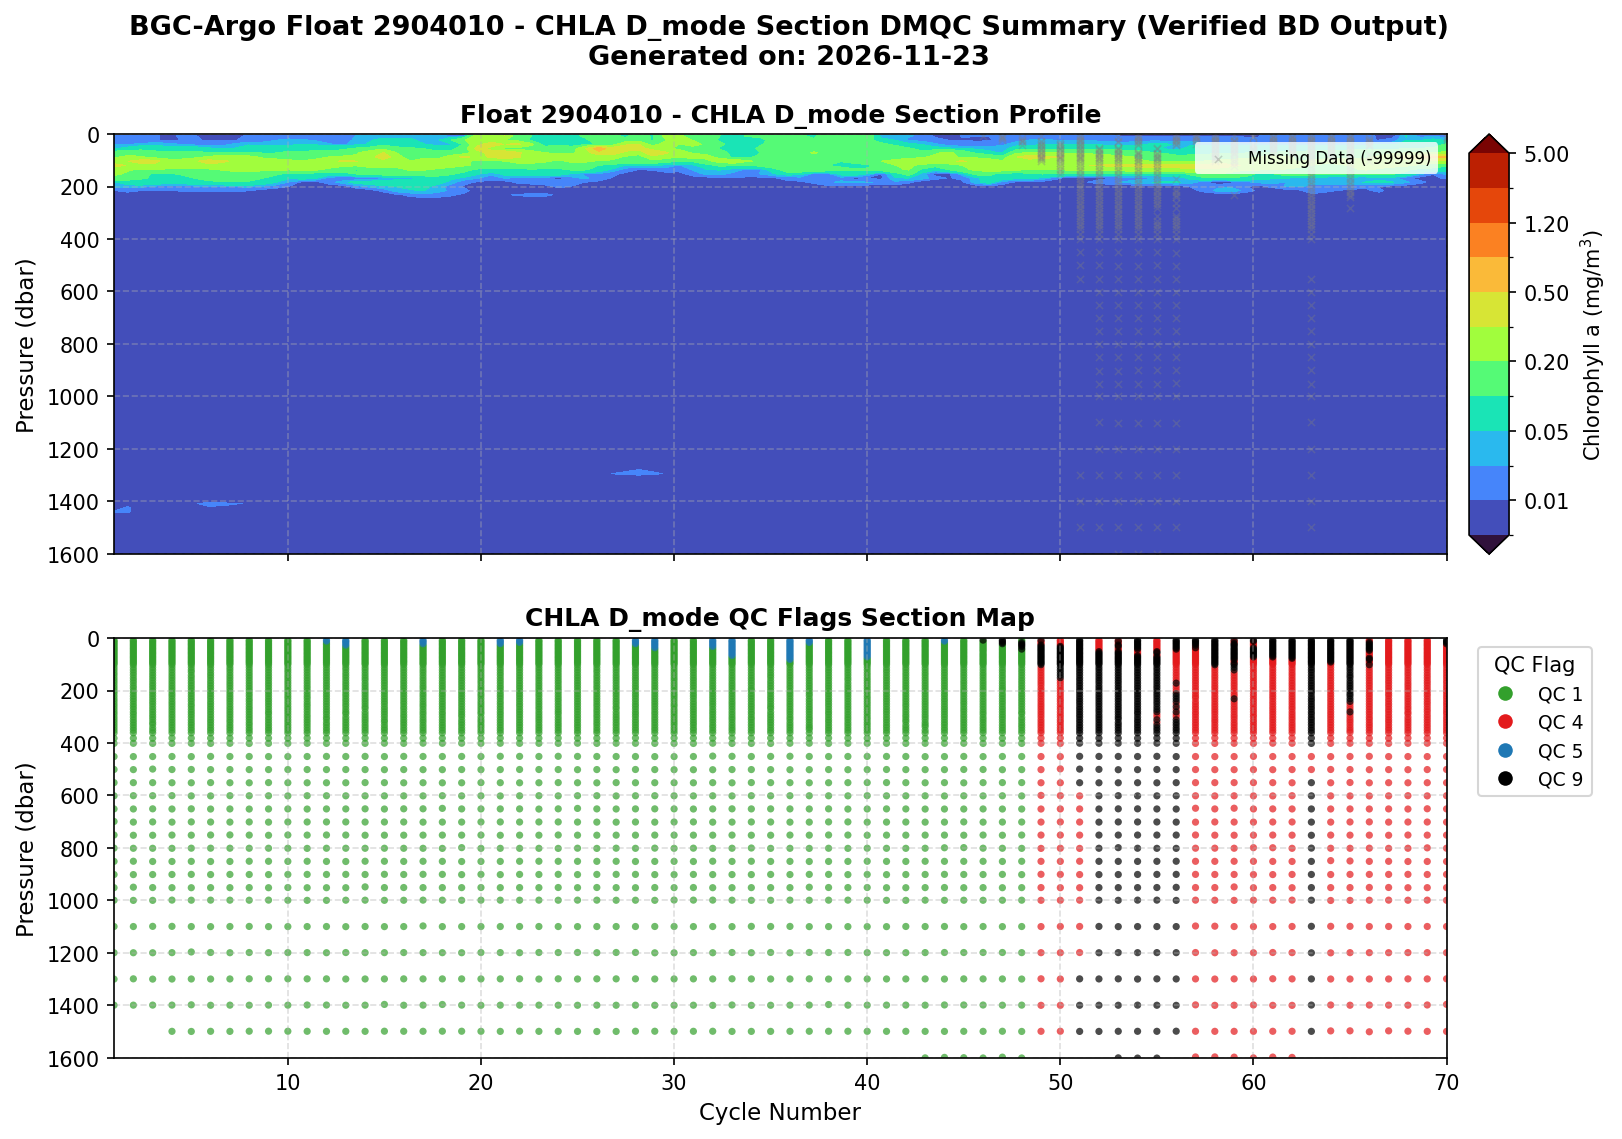 BGC-Argo Float 2904010 - CHLA D_mode Section DMQC Summary (Verified BD Output)
Generated on: 2026-11-23
Float 2904010 - CHLA D_mode Section Profile
Pressure (dbar)
0
200
400
600
800
1000
1200
1400
1600
Missing Data (-99999)
5.00
1.20
0.50
0.20
0.05
0.01
Chlorophyll a (mg/m³)
CHLA D_mode QC Flags Section Map
Pressure (dbar)
0
200
400
600
800
1000
1200
1400
1600
10 20 30 40 50 60 70
Cycle Number
QC Flag
QC 1
QC 4
QC 5
QC 9